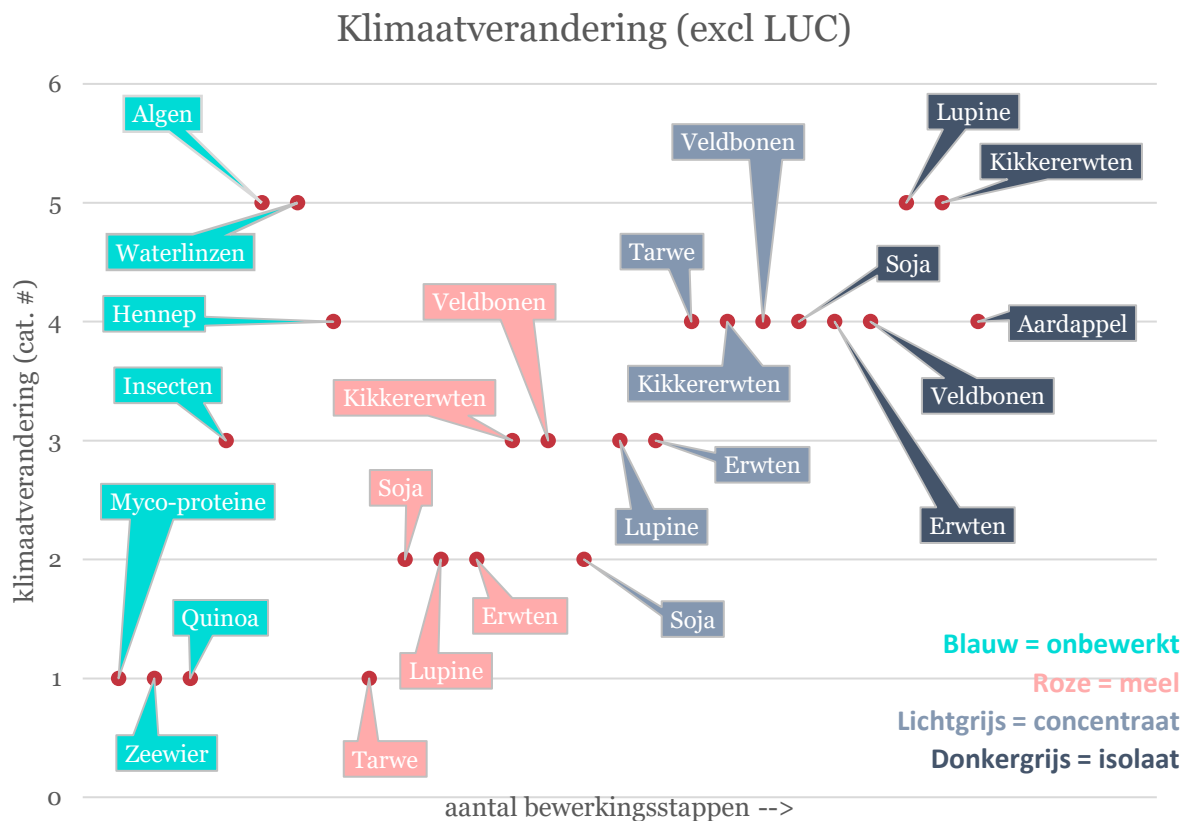 Klimaatverandering (excl LUC)
6
Algen
Lupine
Veldbonen
Kikkererwten
5
Waterlinzen
Tarwe
Soja
Hennep
Veldbonen
4
Aardappel
Insecten
Kikkererwten
Kikkererwten
Veldbonen
3
Erwten
Soja
Myco-proteine
Lupine
Erwten
2
Quinoa
Erwten
Soja
Lupine
1
Zeewier
Tarwe
0
klimaatverandering (cat. #)
aantal bewerkingsstappen -->
Blauw = onbewerkt
Roze = meel
Lichtgrijs = concentraat
Donkergrijs = isolaat